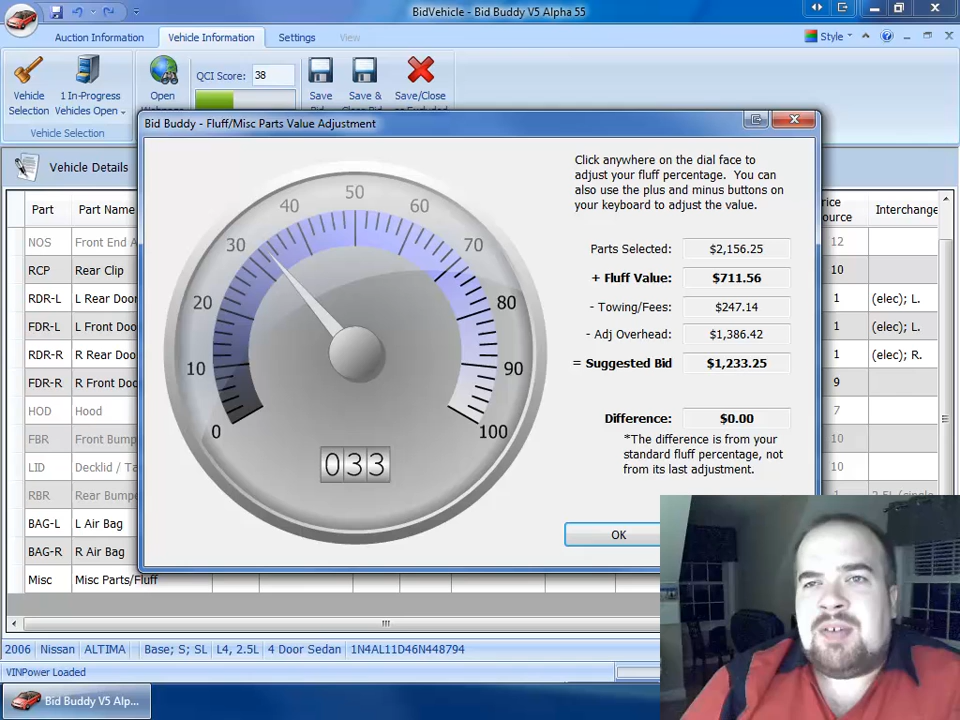 BidVehicle - Bid Buddy V5 Alpha 55
Auction Information Vehicle Information Settings View Style
Vehicle Selection
1 In-Progress Vehicles Open
Open
QCI Score: 38
Save
Save
Save/Close
Vehicle Selection
Bid Buddy - Fluff/Misc Parts Value Adjustment
Vehicle Details
Part Part Name Interchange
NOS Front End A 12
RCP Rear Clip 10
RDR-L L Rear Doo 1 (elec); L.
FDR-L L Front Doo 1 (elec); L.
RDR-R R Rear Doo 1 (elec); R.
FDR-R R Front Doo 9
HOD Hood 7
FBR Front Bump 10
LID Decklid / Ta 10
RBR Rear Bumpe 1
BAG-L L Air Bag
BAG-R R Air Bag
Misc Misc Parts/Fluff
0 10 20 30 40 50 60 70 80 90 100
033
Click anywhere on the dial face to
adjust your fluff percentage. You can
also use the plus and minus buttons on
your keyboard to adjust the value.
Parts Selected: $2,156.25
+ Fluff Value: $711.56
- Towing/Fees: $247.14
- Adj Overhead: $1,386.42
= Suggested Bid $1,233.25
Difference: $0.00
*The difference is from your
standard fluff percentage, not
from its last adjustment.
OK
2006 Nissan ALTIMA Base; S; SL L4, 2.5L 4 Door Sedan 1N4AL11D46N448794
VINPower Loaded
Bid Buddy V5 Alp...